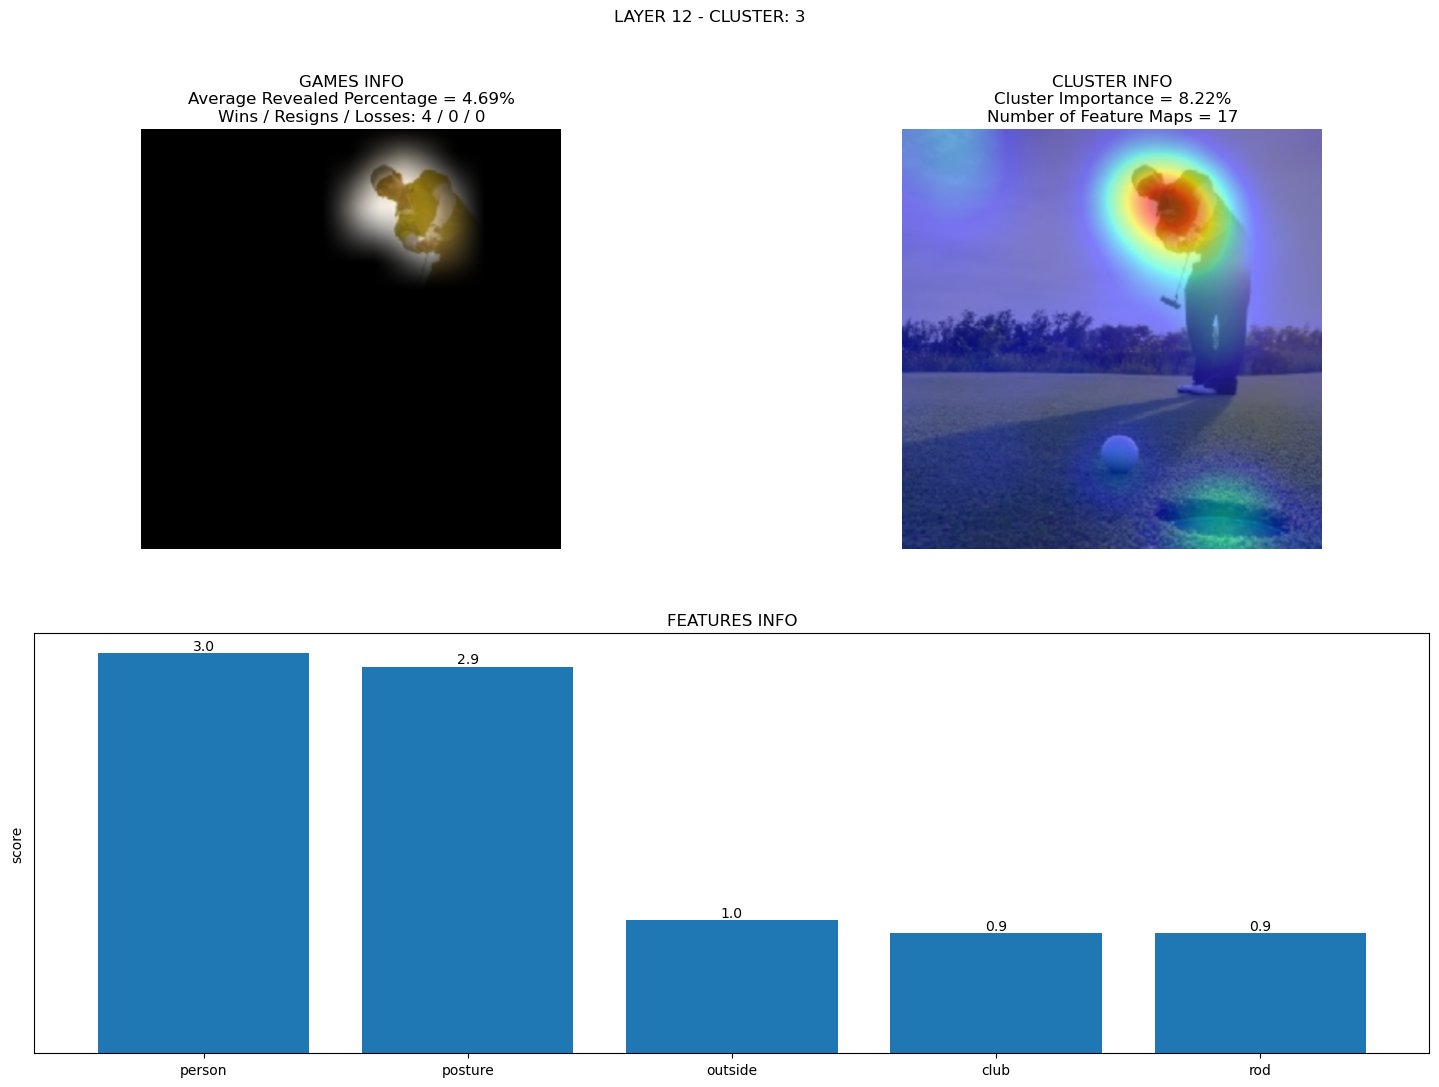 LAYER 12 - CLUSTER: 3
GAMES INFO
Average Revealed Percentage = 4.69%
Wins / Resigns / Losses: 4 / 0 / 0
CLUSTER INFO
Cluster Importance = 8.22%
Number of Feature Maps = 17
FEATURES INFO
score
3.0
2.9
1.0
0.9
0.9
person
posture
outside
club
rod